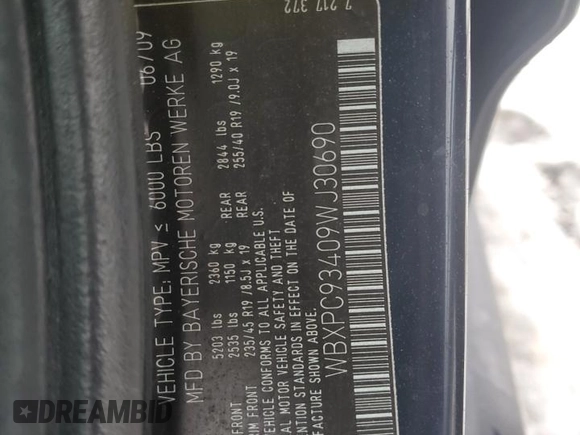 7 217 372
06/09
VEHICLE TYPE: MPV ≤ 6000 LBS
MFD BY BAYERISCHE MOTOREN WERKE AG
5203 lbs 2360 kg
FRONT 2535 lbs 1150 kg REAR 2844 lbs 1290 kg
RIM FRONT 235/45 R19 /8.5J x 19 REAR 255/40 R19 /9.0J x 19
VEHICLE CONFORMS TO ALL APPLICABLE U.S.
AL MOTOR VEHICLE SAFETY AND THEFT
ENTION STANDARDS IN EFFECT ON THE DATE OF
FACTURE SHOWN ABOVE.
WBXPC93409WJ30690
DREAMBID